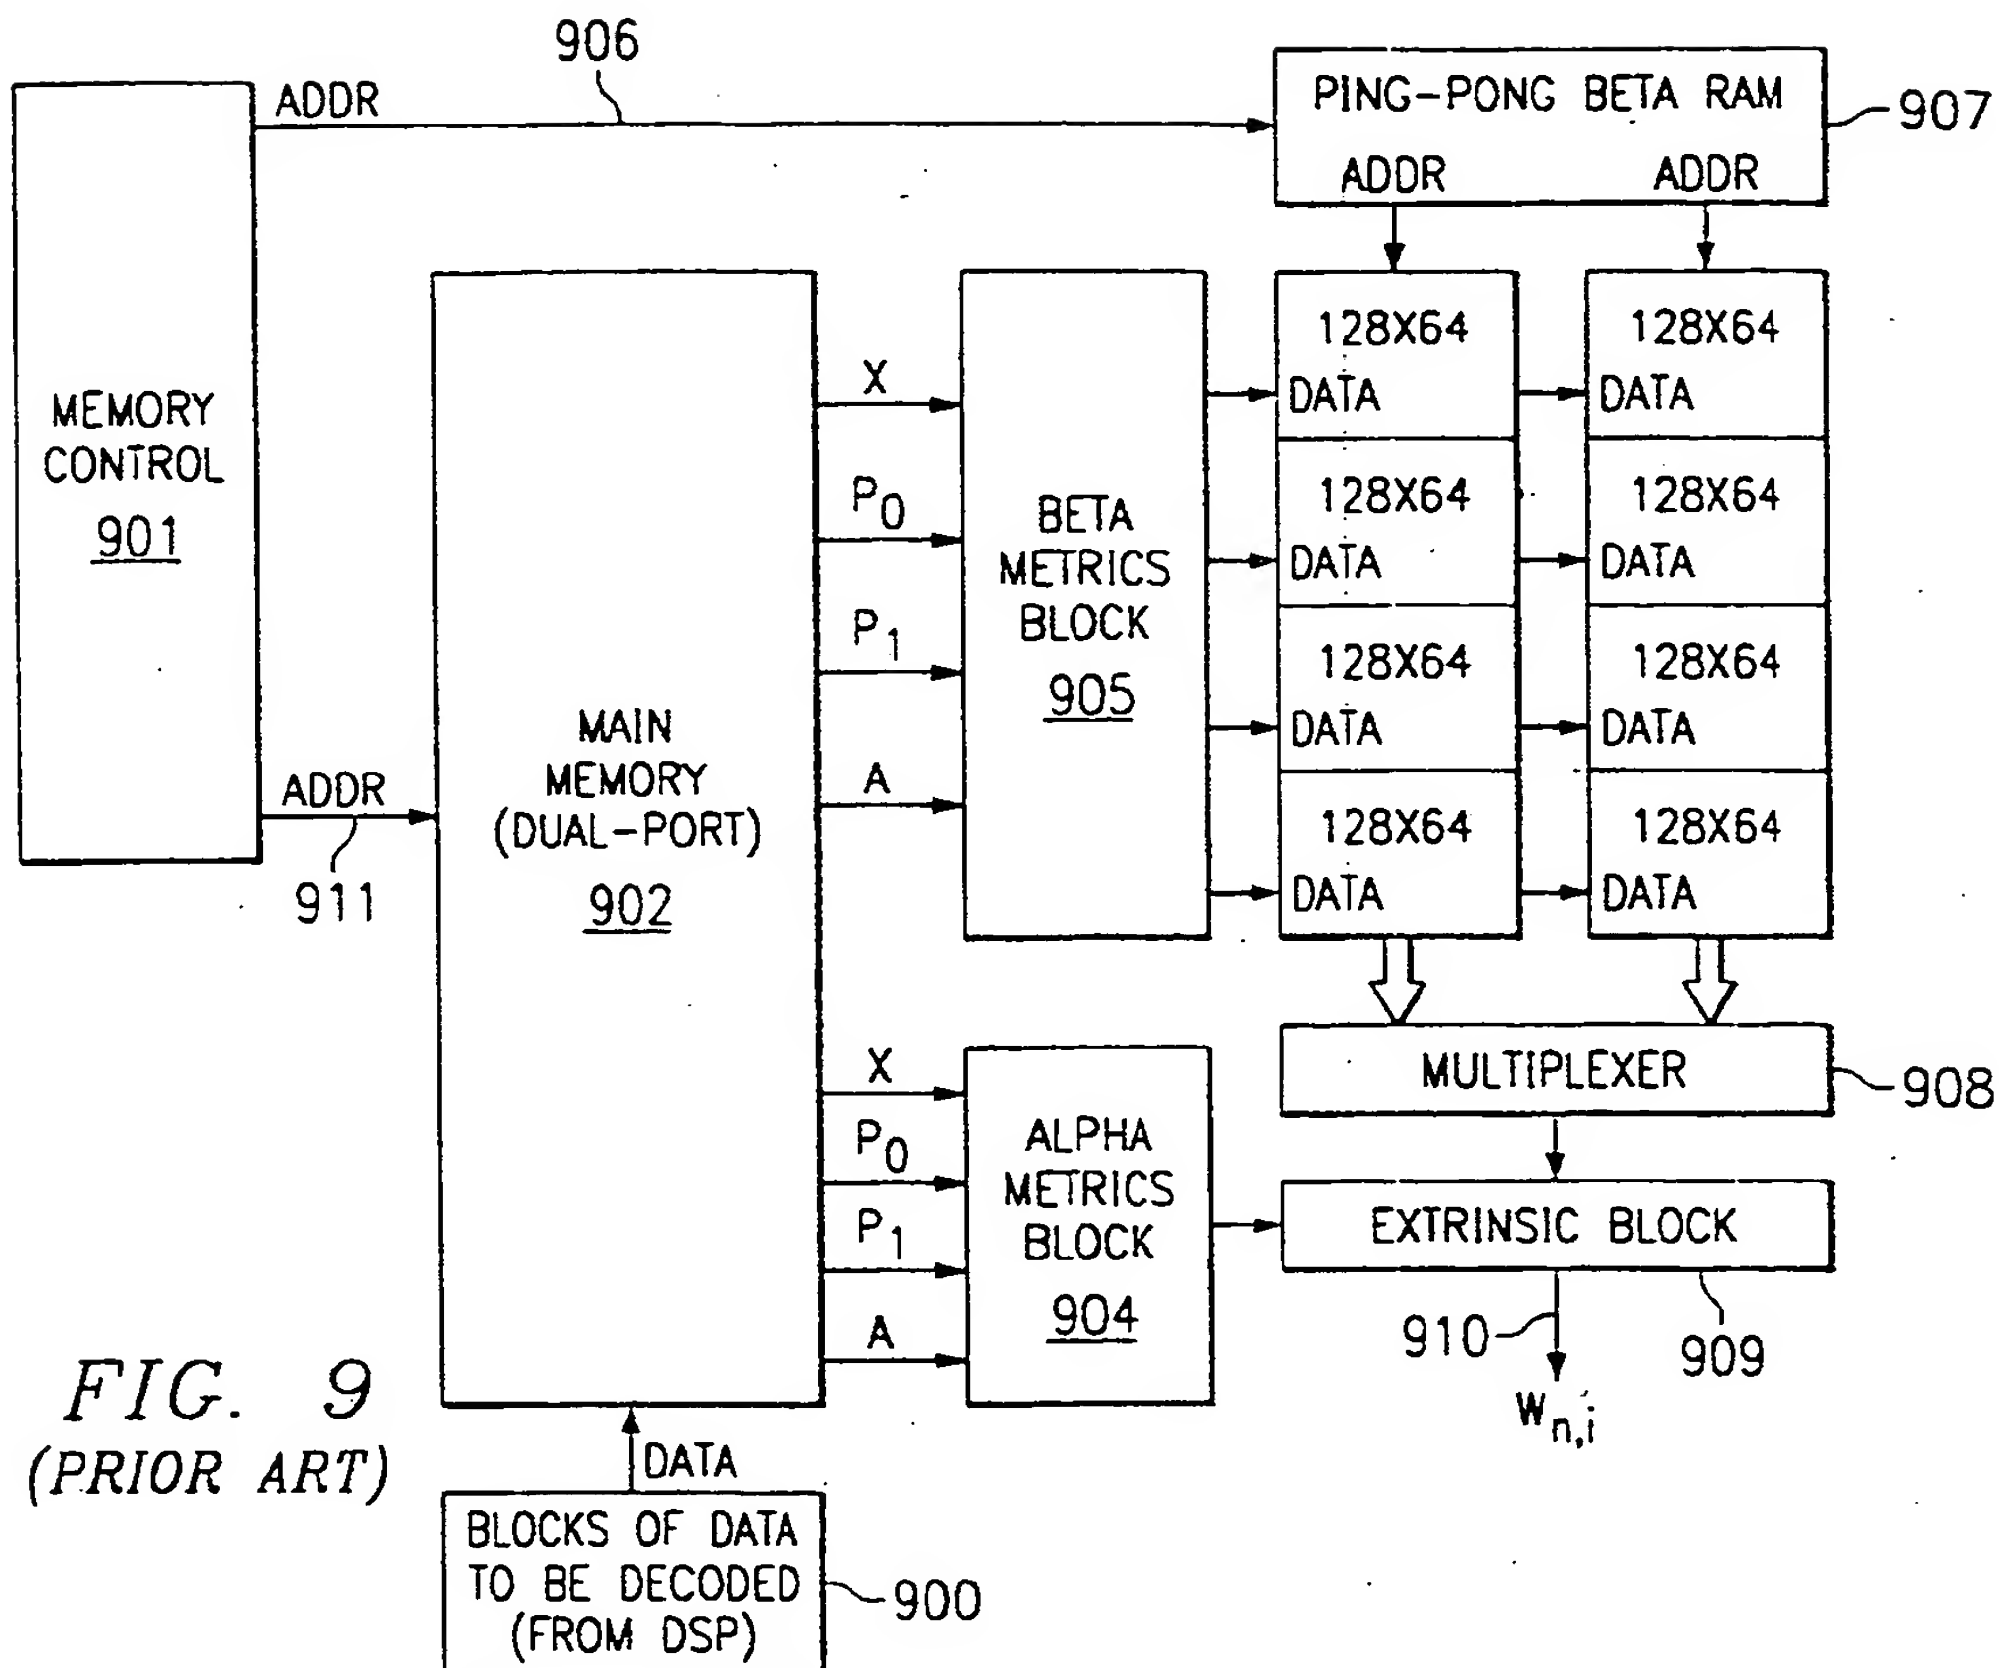 906
ADDR
PING-PONG BETA RAM
907
ADDR ADDR
MEMORY
CONTROL
901
ADDR
911
MAIN
MEMORY
(DUAL-PORT)
902
X
P0
P1
A
BETA
METRICS
BLOCK
905
128X64 128X64
DATA DATA
128X64 128X64
DATA DATA
128X64 128X64
DATA DATA
128X64 128X64
DATA DATA
MULTIPLEXER
908
X
P0
P1
A
ALPHA
METRICS
BLOCK
904
EXTRINSIC BLOCK
909
910
Wn,i
DATA
BLOCKS OF DATA
TO BE DECODED
(FROM DSP)
900
FIG. 9
(PRIOR ART)